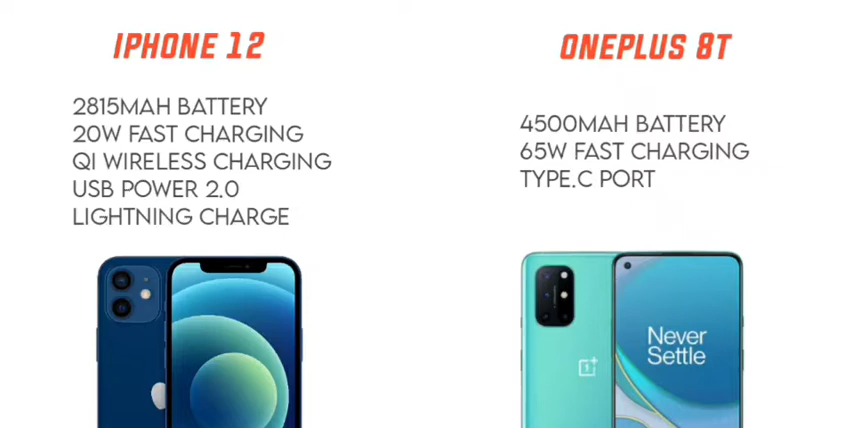 IPHONE 12
2815MAH BATTERY
20W FAST CHARGING
QI WIRELESS CHARGING
USB POWER 2.0
LIGHTNING CHARGE
ONEPLUS 8T
4500MAH BATTERY
65W FAST CHARGING
TYPE.C PORT
Never
Settle